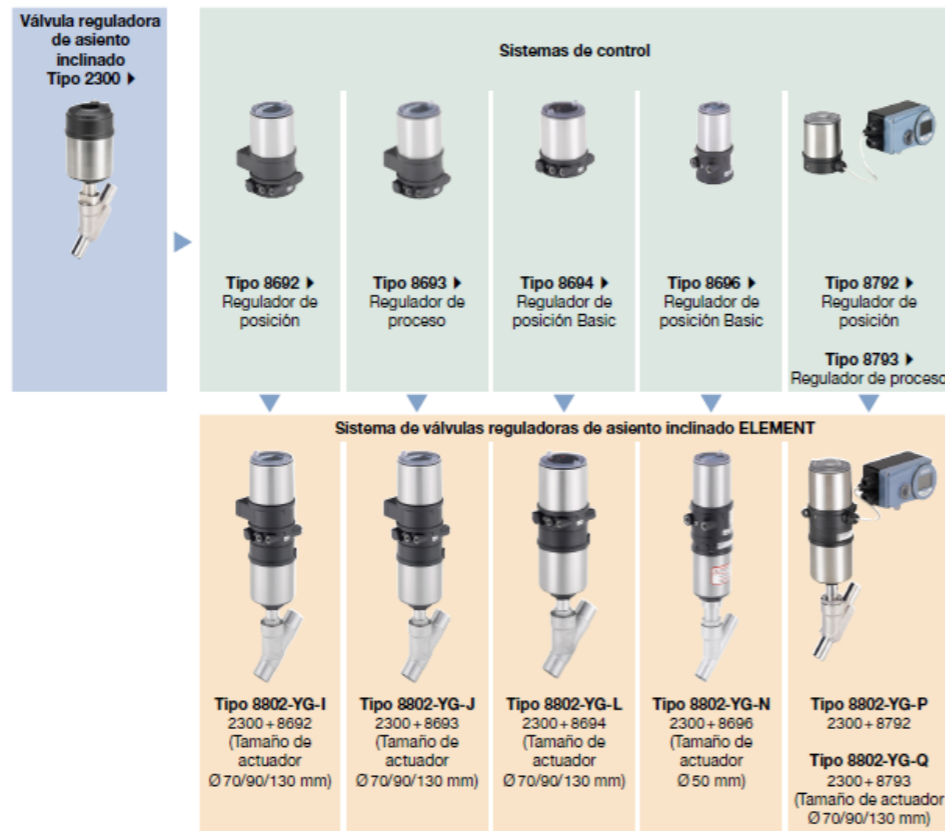 Válvula reguladora
de asiento
inclinado
Tipo 2300 ▶
Sistemas de control
Tipo 8692 ▶
Regulador de
posición
Tipo 8693 ▶
Regulador de
proceso
Tipo 8694 ▶
Regulador de
posición Basic
Tipo 8696 ▶
Regulador de
posición Basic
Tipo 8792 ▶
Regulador de
posición
Tipo 8793 ▶
Regulador de proceso
Sistema de válvulas reguladoras de asiento inclinado ELEMENT
Tipo 8802-YG-I
2300 + 8692
(Tamaño de
actuador
Ø 70/90/130 mm)
Tipo 8802-YG-J
2300 + 8693
(Tamaño de
actuador
Ø 70/90/130 mm)
Tipo 8802-YG-L
2300 + 8694
(Tamaño de
actuador
Ø 70/90/130 mm)
Tipo 8802-YG-N
2300 + 8696
(Tamaño de
actuador
Ø 50 mm)
Tipo 8802-YG-P
2300 + 8792
Tipo 8802-YG-Q
2300 + 8793
(Tamaño de actuador
Ø 70/90/130 mm)